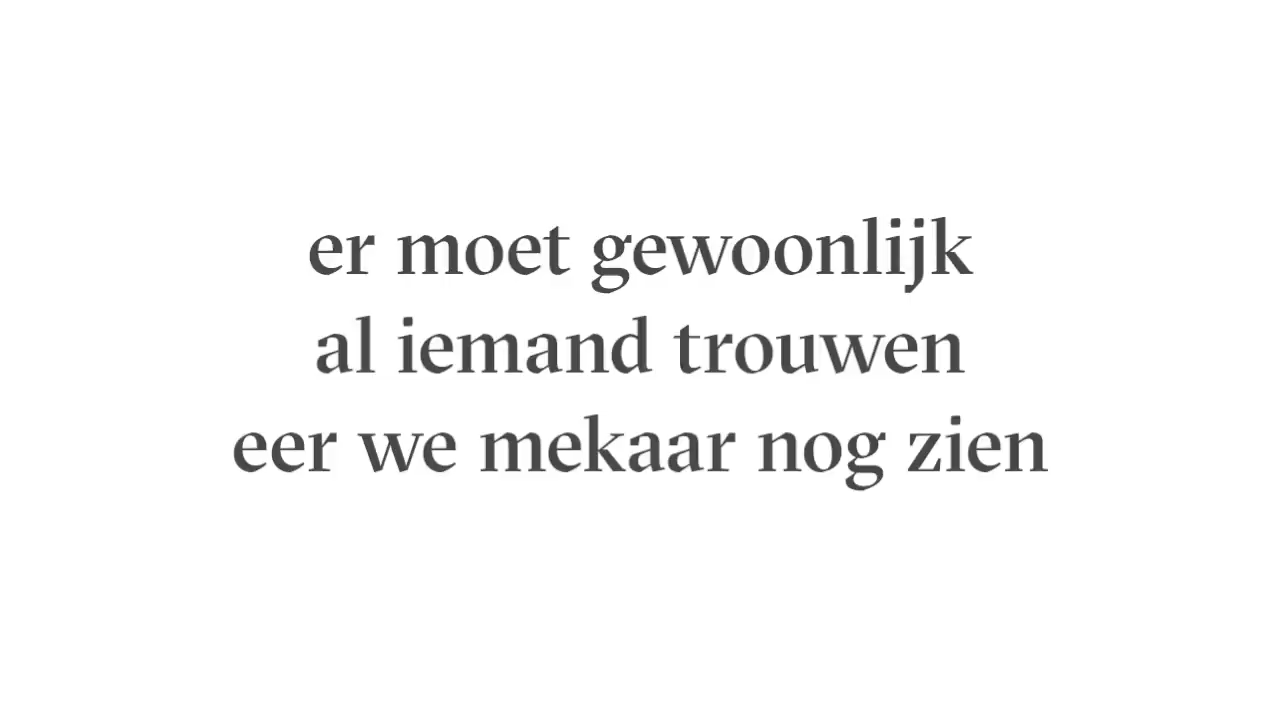 er moet gewoonlijk
al iemand trouwen
eer we mekaar nog zien